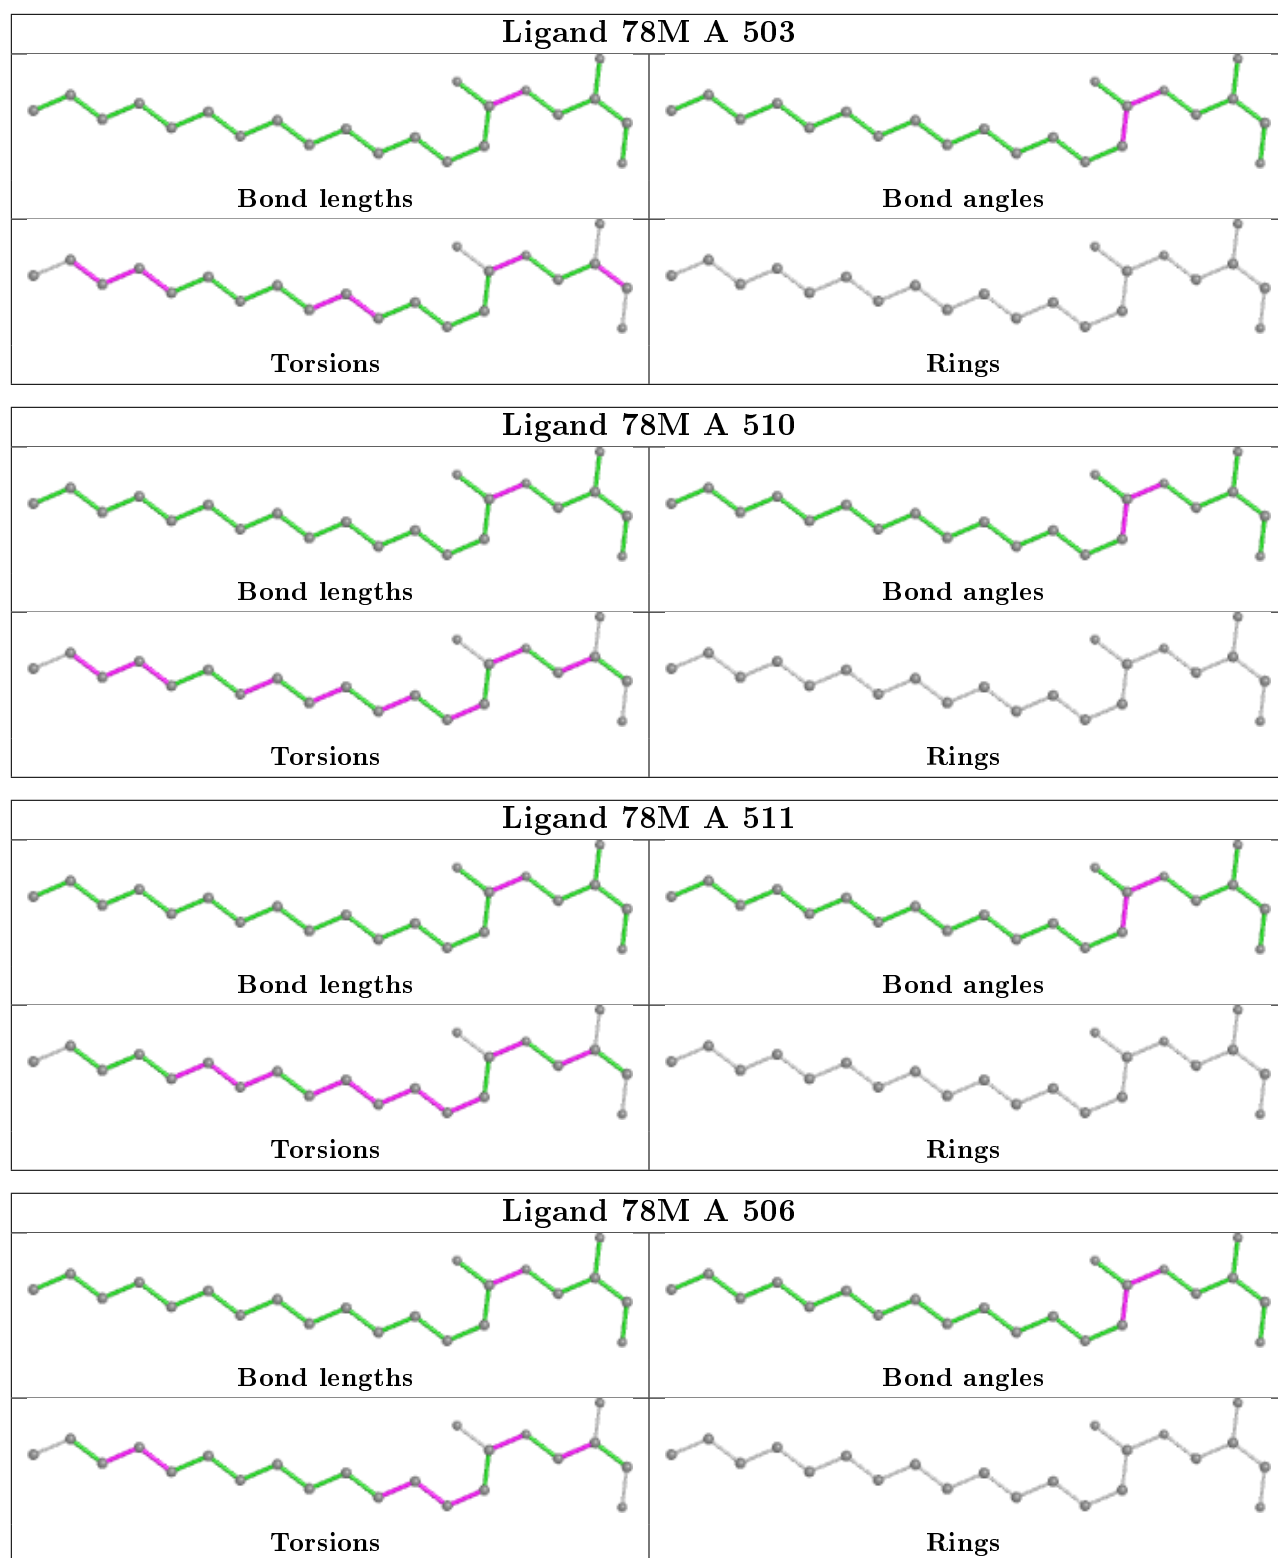 Ligand 78M A 503
Bond lengths Bond angles
Torsions Rings
Ligand 78M A 510
Bond lengths Bond angles
Torsions Rings
Ligand 78M A 511
Bond lengths Bond angles
Torsions Rings
Ligand 78M A 506
Bond lengths Bond angles
Torsions Rings